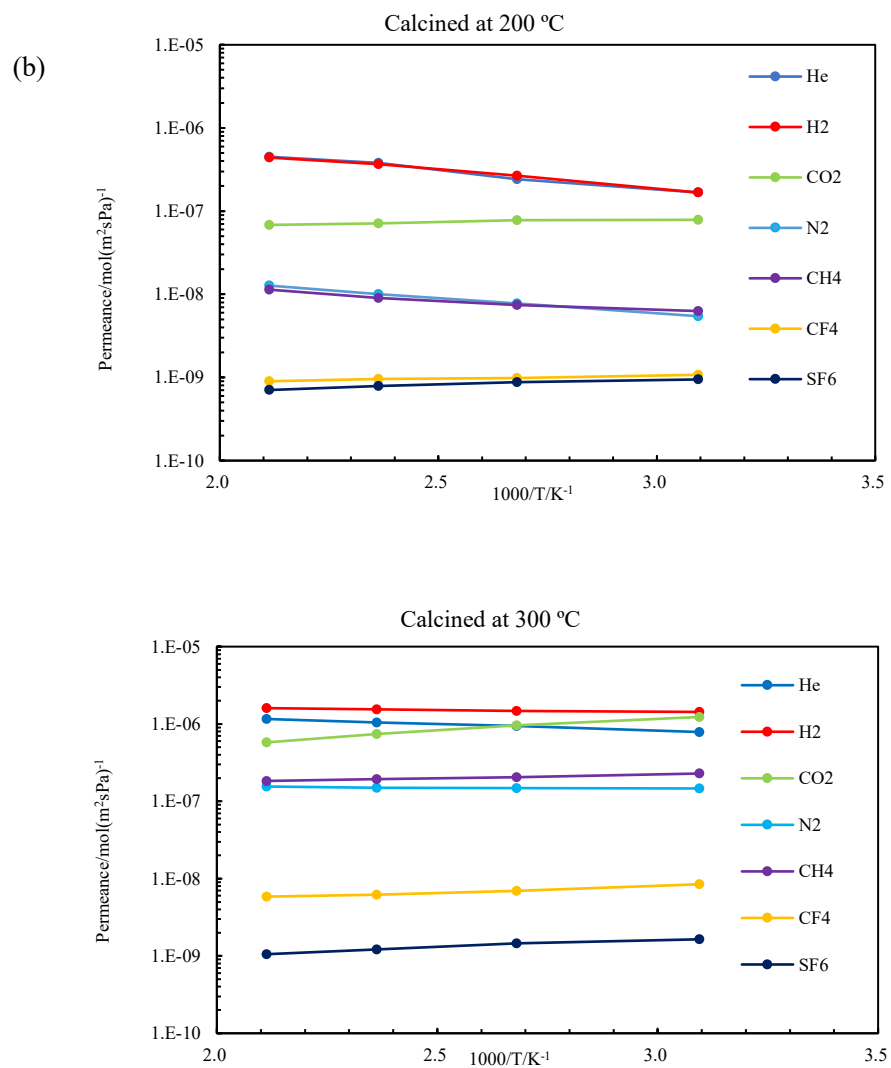 Calcined at 200 ºC
(b)
1.E-05
1.E-06
1.E-07
1.E-08
1.E-09
1.E-10
Permeance/mol(m²sPa)⁻¹
2.0 2.5 3.0 3.5
1000/T/K⁻¹
He
H2
CO2
N2
CH4
CF4
SF6
Calcined at 300 ºC
1.E-05
1.E-06
1.E-07
1.E-08
1.E-09
1.E-10
Permeance/mol(m²sPa)⁻¹
2.0 2.5 3.0 3.5
1000/T/K⁻¹
He
H2
CO2
N2
CH4
CF4
SF6